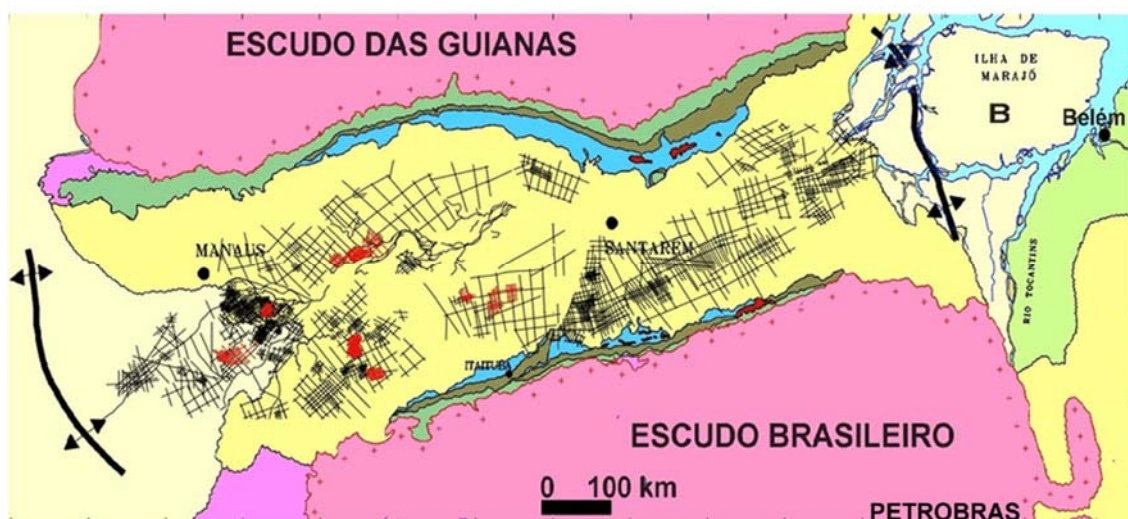 ESCUDO DAS GUIANAS
ILHA DE
MARAJÓ
B
Belém
MANAUS
SANTARÉM
RIO TOCANTINS
ITAITUBA
ESCUDO BRASILEIRO
0 100 km
PETROBRAS